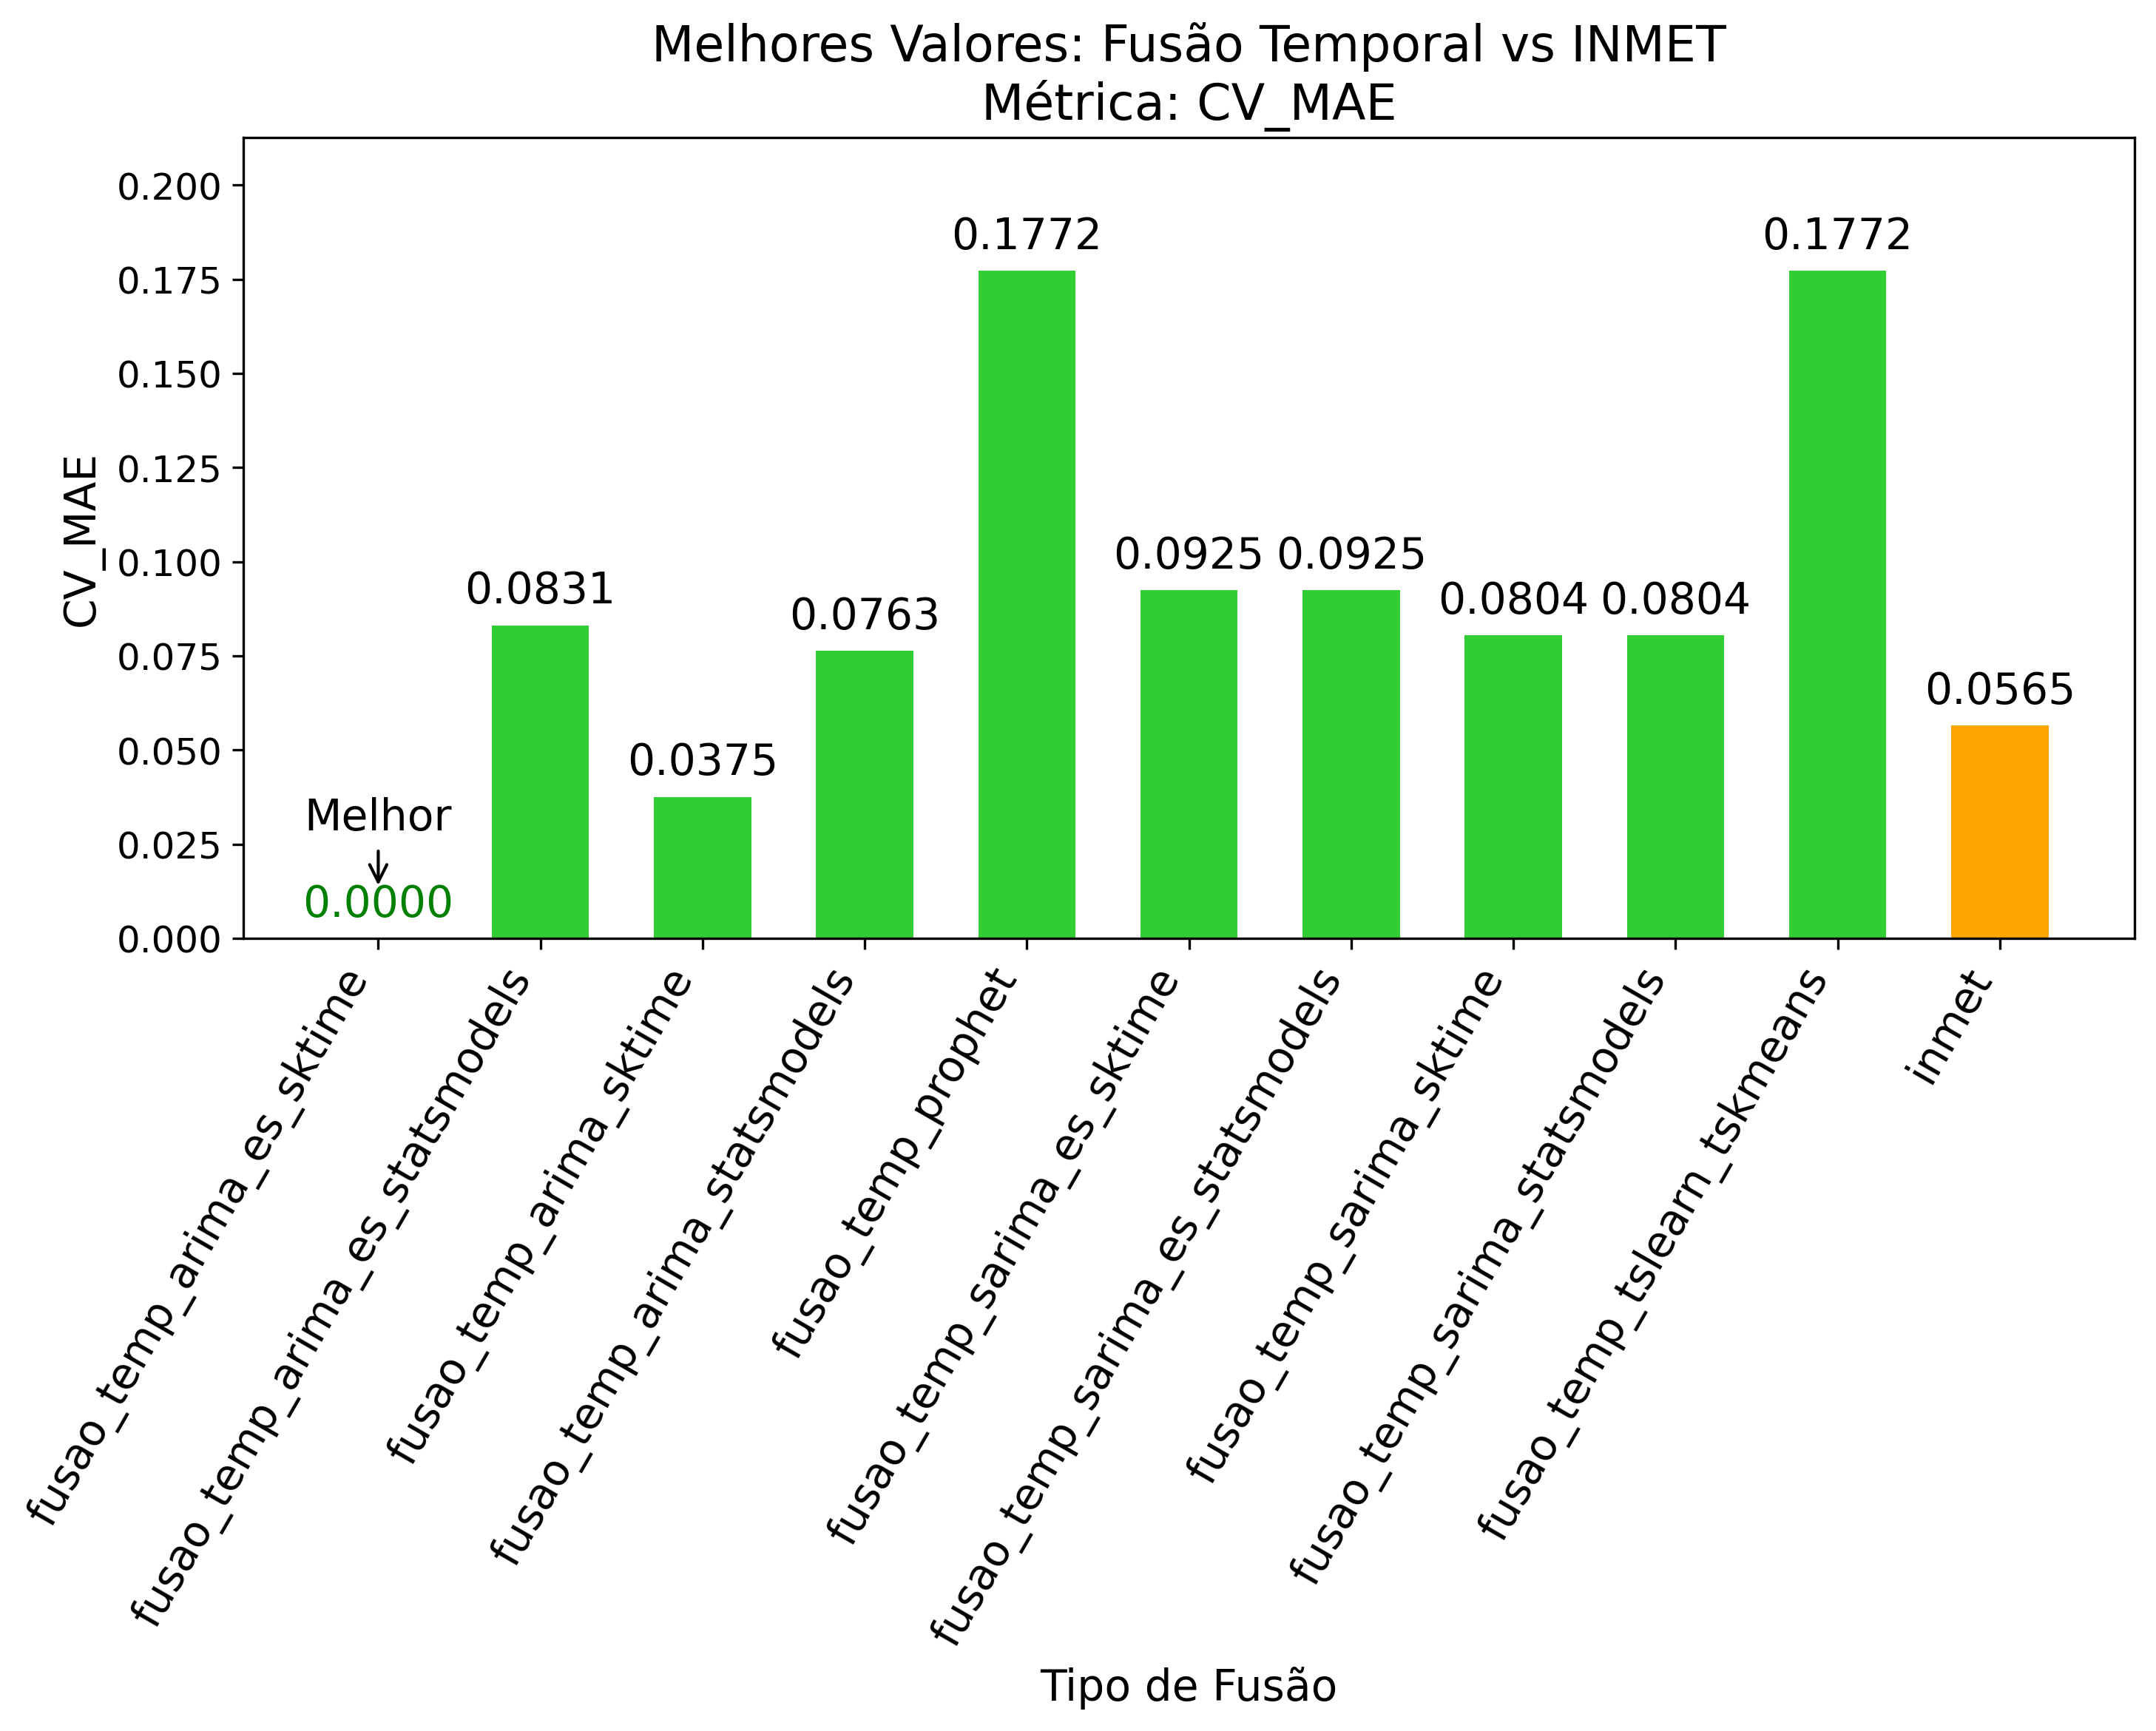 Melhores Valores: Fusão Temporal vs INMET
Métrica: CV_MAE
CV_MAE
0.200
0.175
0.150
0.125
0.100
0.075
0.050
0.025
0.000
Melhor
0.0000
0.0831
0.0375
0.0763
0.1772
0.0925
0.0925
0.0804
0.0804
0.1772
0.0565
fusao_temp_arima_es_sktime
fusao_temp_arima_es_statsmodels
fusao_temp_arima_sktime
fusao_temp_arima_statsmodels
fusao_temp_prophet
fusao_temp_sarima_es_sktime
fusao_temp_sarima_es_statsmodels
fusao_temp_sarima_sktime
fusao_temp_sarima_statsmodels
fusao_temp_tslearn_tskmeans
inmet
Tipo de Fusão